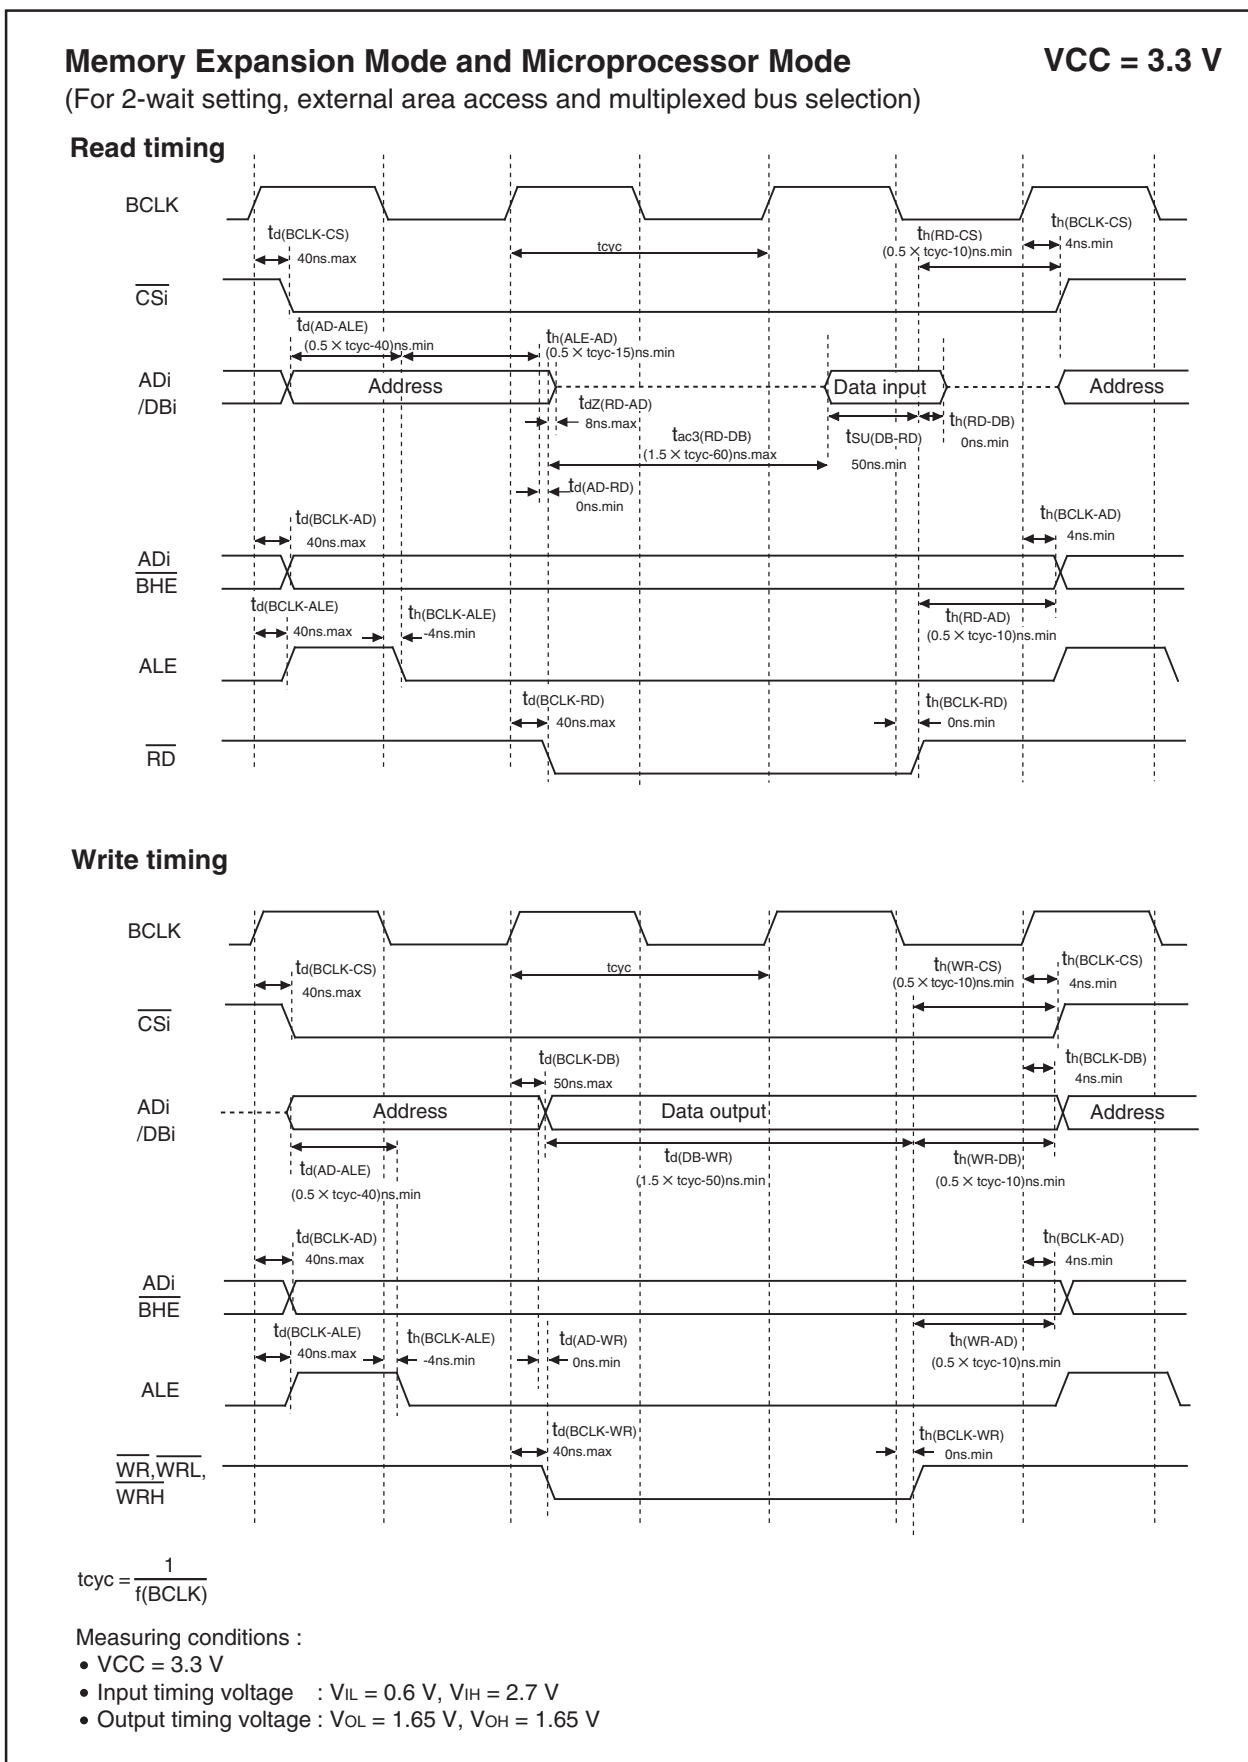 Memory Expansion Mode and Microprocessor Mode VCC = 3.3 V
(For 2-wait setting, external area access and multiplexed bus selection)
Read timing
BCLK
td(BCLK-CS)
40ns.max
tcyc
th(RD-CS)
(0.5 × tcyc-10)ns.min
th(BCLK-CS)
4ns.min
CSi
td(AD-ALE)
(0.5 × tcyc-40)ns.min
th(ALE-AD)
(0.5 × tcyc-15)ns.min
ADi
/DBi
Address
Data input
Address
tdZ(RD-AD)
8ns.max
tac3(RD-DB)
(1.5 × tcyc-60)ns.max
tSU(DB-RD)
50ns.min
th(RD-DB)
0ns.min
td(AD-RD)
0ns.min
td(BCLK-AD)
40ns.max
th(BCLK-AD)
4ns.min
ADi
BHE
td(BCLK-ALE)
40ns.max
th(BCLK-ALE)
-4ns.min
th(RD-AD)
(0.5 × tcyc-10)ns.min
ALE
td(BCLK-RD)
40ns.max
th(BCLK-RD)
0ns.min
RD
Write timing
BCLK
td(BCLK-CS)
40ns.max
tcyc
th(WR-CS)
(0.5 × tcyc-10)ns.min
th(BCLK-CS)
4ns.min
CSi
td(BCLK-DB)
50ns.max
th(BCLK-DB)
4ns.min
ADi
/DBi
Address
Data output
Address
td(AD-ALE)
(0.5 × tcyc-40)ns.min
td(DB-WR)
(1.5 × tcyc-50)ns.min
th(WR-DB)
(0.5 × tcyc-10)ns.min
td(BCLK-AD)
40ns.max
th(BCLK-AD)
4ns.min
ADi
BHE
td(BCLK-ALE)
40ns.max
th(BCLK-ALE)
-4ns.min
td(AD-WR)
0ns.min
th(WR-AD)
(0.5 × tcyc-10)ns.min
ALE
td(BCLK-WR)
40ns.max
th(BCLK-WR)
0ns.min
WR,WRL,
WRH
tcyc = 1
f(BCLK)
Measuring conditions :
• VCC = 3.3 V
• Input timing voltage : VIL = 0.6 V, VIH = 2.7 V
• Output timing voltage : VOL = 1.65 V, VOH = 1.65 V